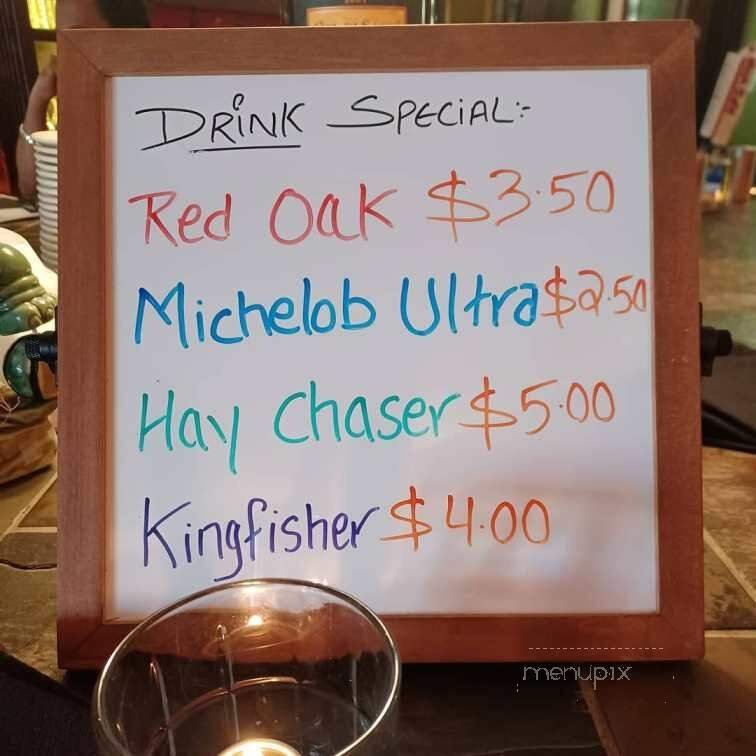 DRINK SPECIAL:-
Red Oak $3.50
Michelob Ultra $2.50
Hay Chaser $5.00
Kingfisher $4.00
menupix